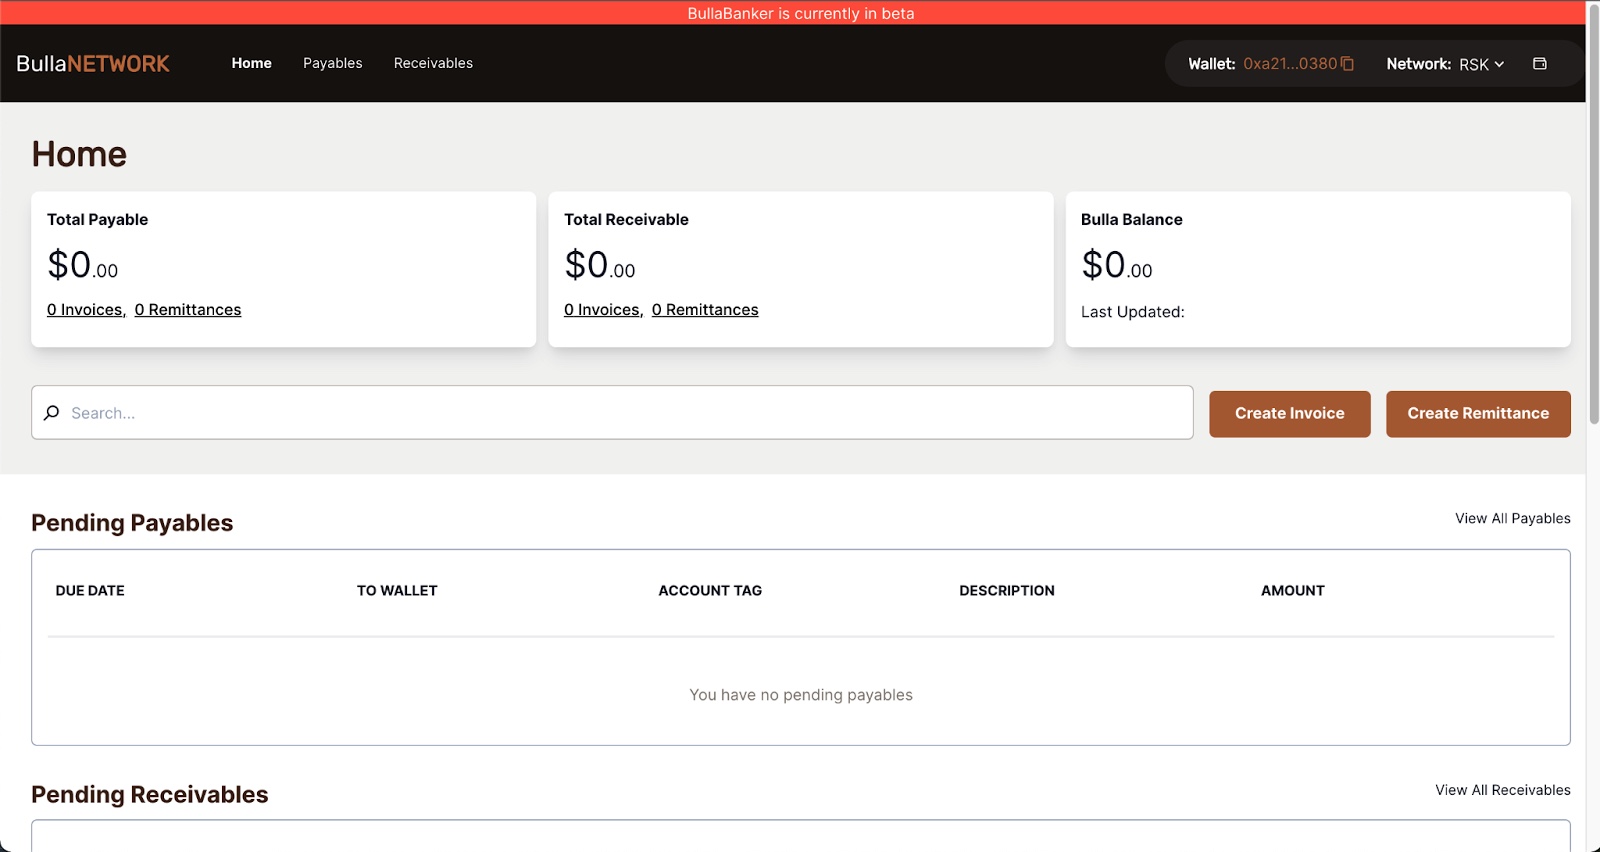 BullaBanker is currently in beta
BullaNETWORK Home Payables Receivables Wallet: 0xa21...0380 Network: RSK
Home
Total Payable
$0.00
0 Invoices, 0 Remittances
Total Receivable
$0.00
0 Invoices, 0 Remittances
Bulla Balance
$0.00
Last Updated:
Search...
Create Invoice
Create Remittance
Pending Payables
View All Payables
DUE DATE TO WALLET ACCOUNT TAG DESCRIPTION AMOUNT
You have no pending payables
Pending Receivables
View All Receivables